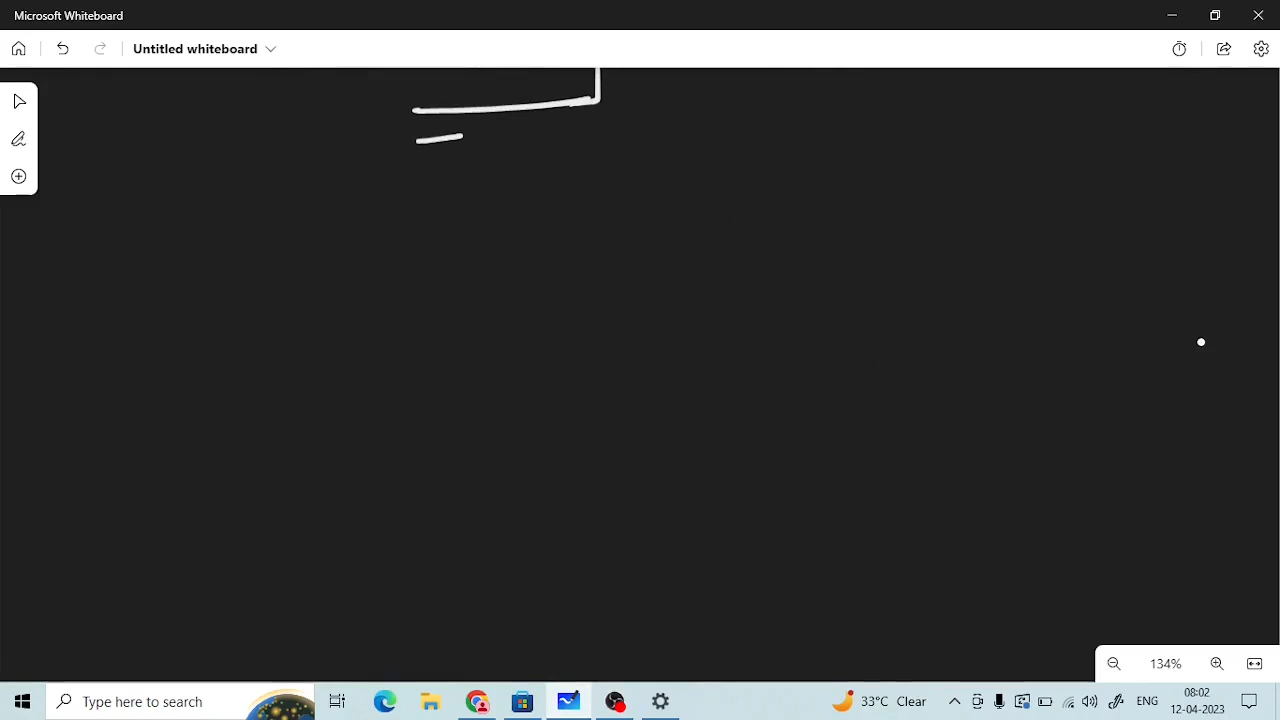 Microsoft Whiteboard
Untitled whiteboard
134%
Type here to search
33°C Clear
ENG
08:02
12-04-2023